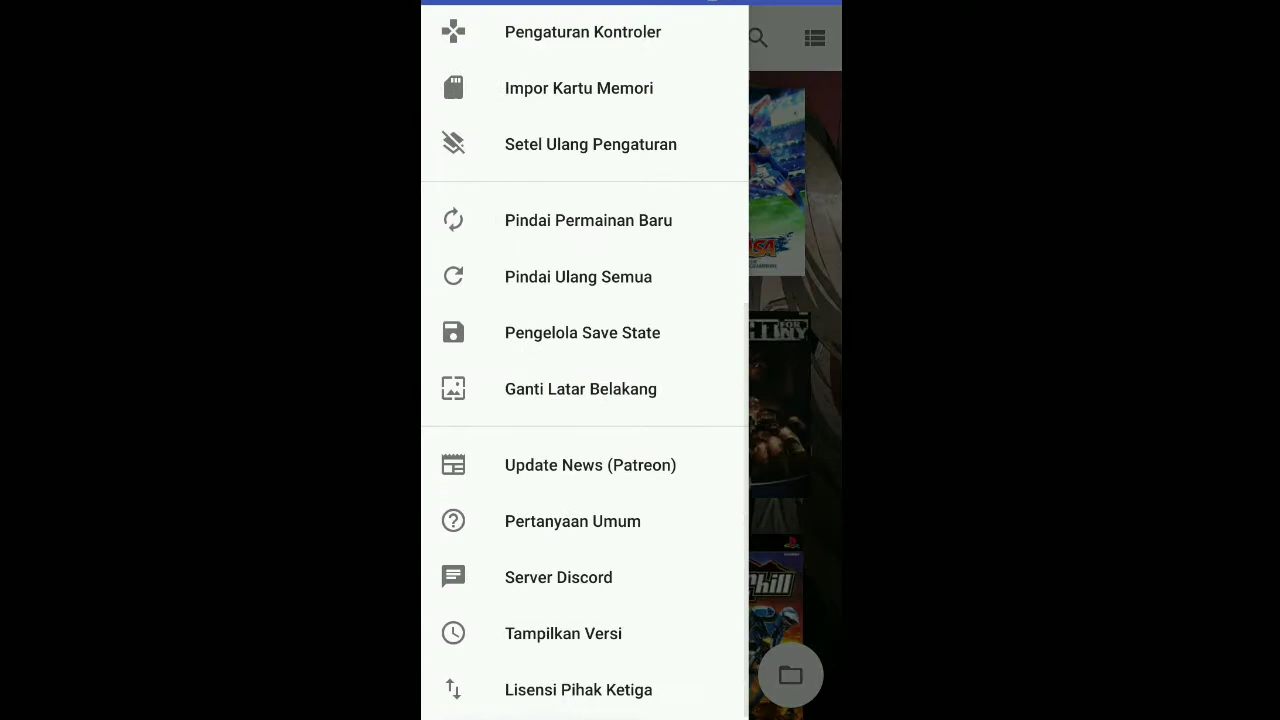 Pengaturan Kontroler
Impor Kartu Memori
Setel Ulang Pengaturan
Pindai Permainan Baru
Pindai Ulang Semua
Pengelola Save State
Ganti Latar Belakang
Update News (Patreon)
Pertanyaan Umum
Server Discord
Tampilkan Versi
Lisensi Pihak Ketiga